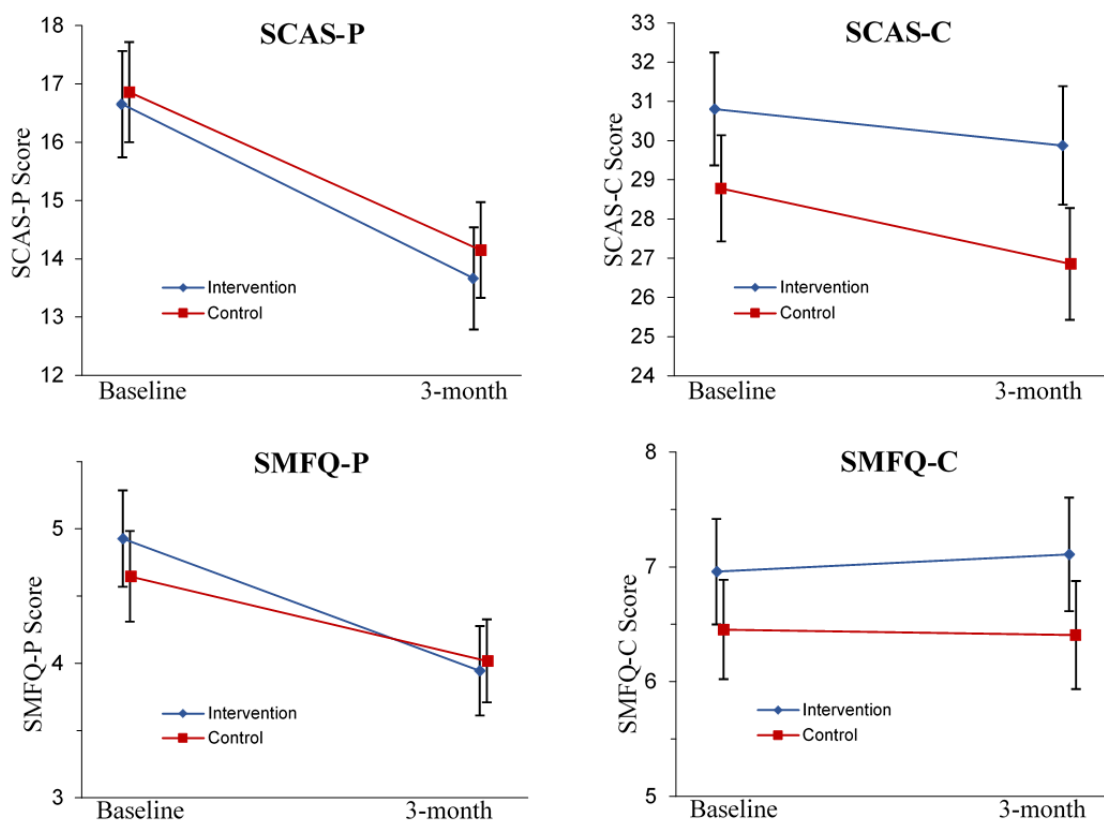 SCAS-P
SCAS-P Score
18
17
16
15
14
13
12
Intervention
Control
Baseline 3-month
SCAS-C
SCAS-C Score
33
32
31
30
29
28
27
26
25
24
Intervention
Control
Baseline 3-month
SMFQ-P
SMFQ-P Score
5
4
3
Intervention
Control
Baseline 3-month
SMFQ-C
SMFQ-C Score
8
7
6
5
Intervention
Control
Baseline 3-month